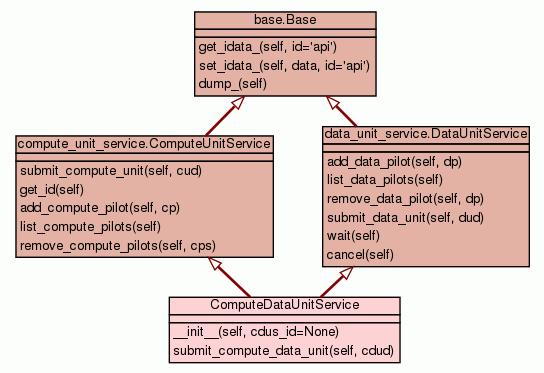 base.Base
get_idata_(self, id='api')
set_idata_(self, data, id='api')
dump_(self)
compute_unit_service.ComputeUnitService
submit_compute_unit(self, cud)
get_id(self)
add_compute_pilot(self, cp)
list_compute_pilots(self)
remove_compute_pilots(self, cps)
data_unit_service.DataUnitService
add_data_pilot(self, dp)
list_data_pilots(self)
remove_data_pilot(self, dp)
submit_data_unit(self, dud)
wait(self)
cancel(self)
ComputeDataUnitService
__init__(self, cdus_id=None)
submit_compute_data_unit(self, cdud)